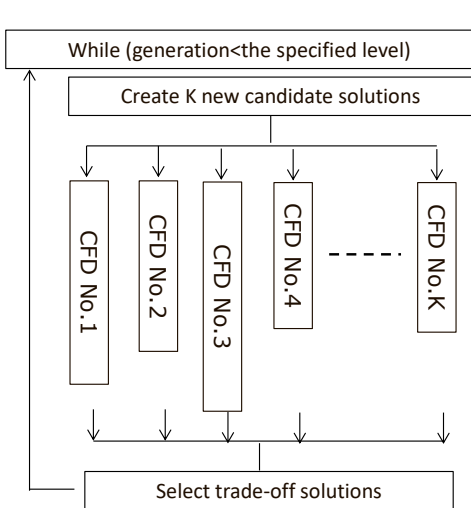 While (generation<the specified level)
Create K new candidate solutions
CFD No.1
CFD No.2
CFD No.3
CFD No.4
CFD No.K
Select trade-off solutions